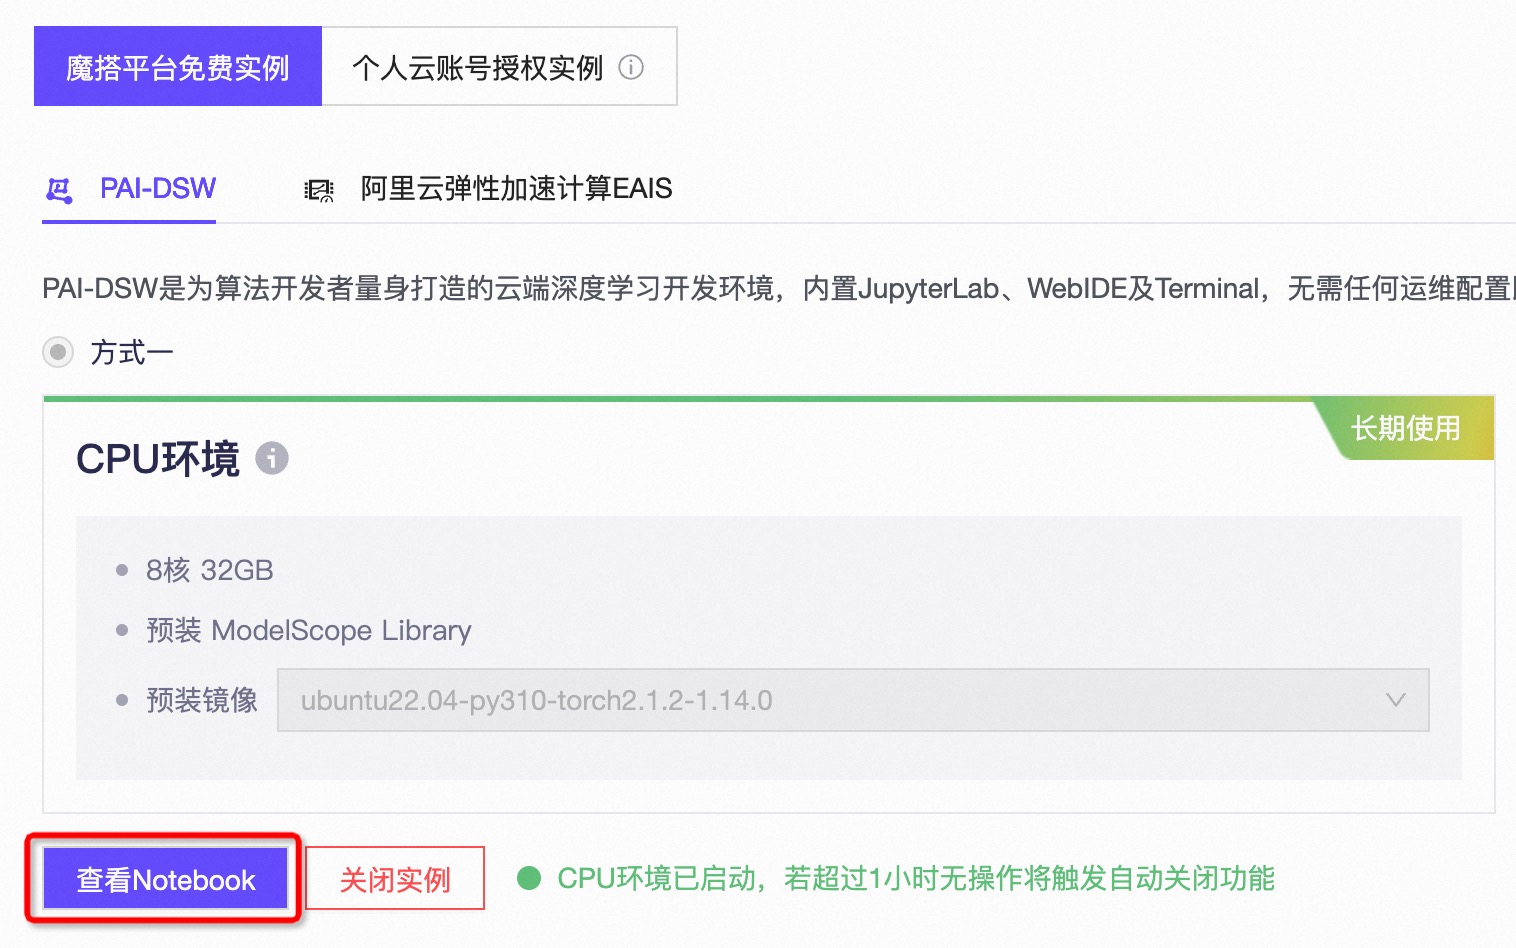 魔搭平台免费实例
个人云账号授权实例
PAI-DSW
阿里云弹性加速计算EAIS
PAI-DSW是为算法开发者量身打造的云端深度学习开发环境，内置JupyterLab、WebIDE及Terminal，无需任何运维配置
方式一
长期使用
CPU环境
8核 32GB
预装 ModelScope Library
预装镜像
ubuntu22.04-py310-torch2.1.2-1.14.0
查看Notebook
关闭实例
CPU环境已启动，若超过1小时无操作将触发自动关闭功能